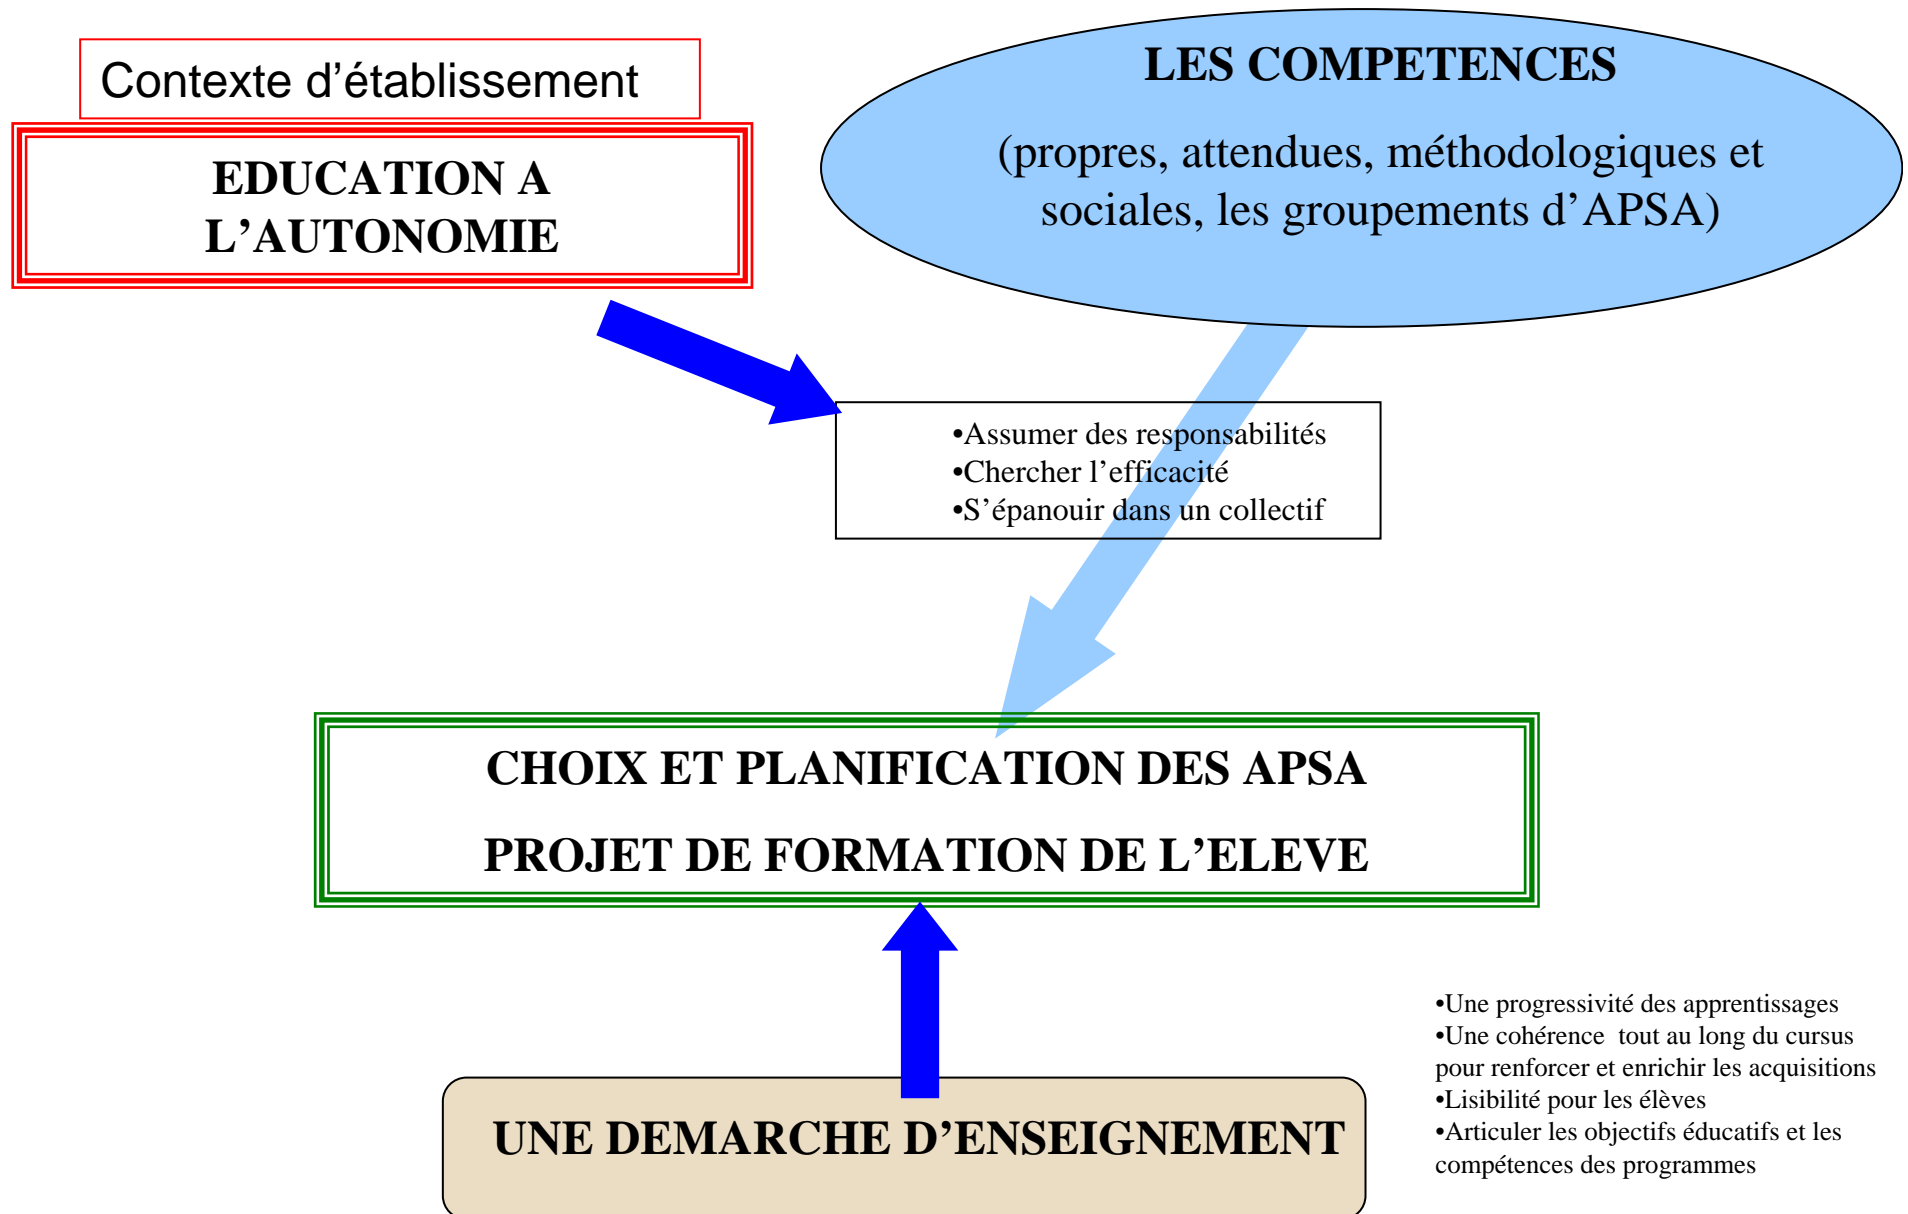 Contexte d'établissement
EDUCATION A
L’AUTONOMIE
LES COMPETENCES
(propres, attendues, méthodologiques et
sociales, les groupements d’APSA)
•Assumer des responsabilités
•Chercher l’efficacité
•S’épanouir dans un collectif
CHOIX ET PLANIFICATION DES APSA
PROJET DE FORMATION DE L’ELEVE
UNE DEMARCHE D’ENSEIGNEMENT
•Une progressivité des apprentissages
•Une cohérence  tout au long du cursus
pour renforcer et enrichir les acquisitions
•Lisibilité pour les élèves
•Articuler les objectifs éducatifs et les
compétences des programmes